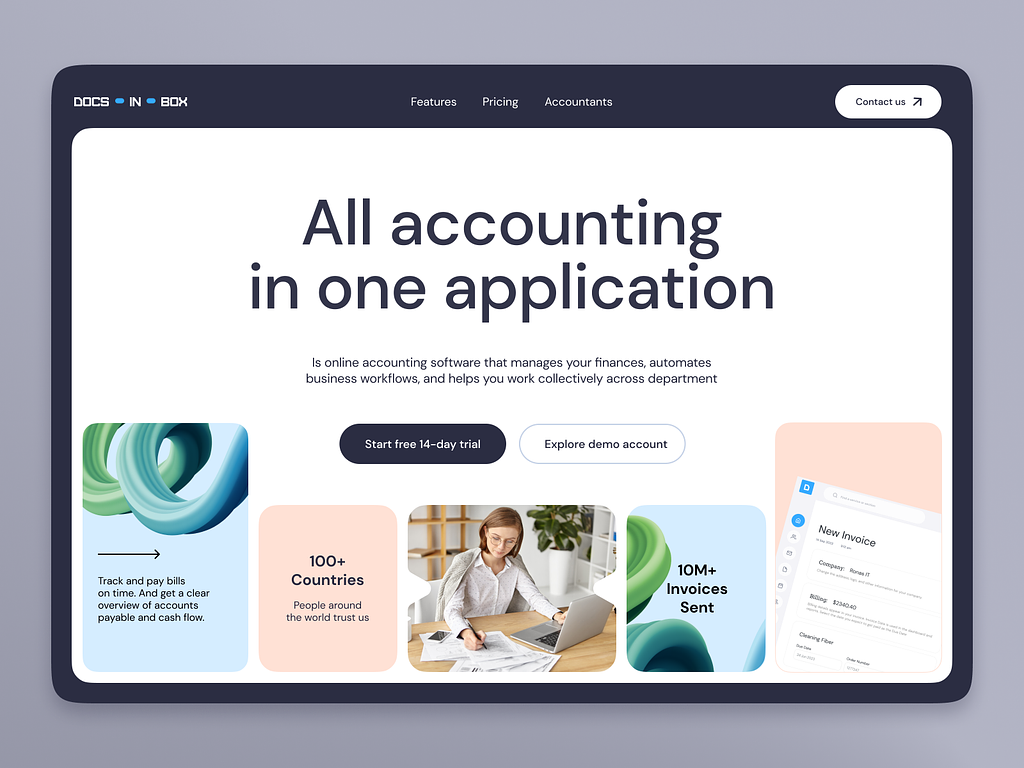 DOCS IN BOX
Features
Pricing
Accountants
Contact us
All accounting
in one application
Is online accounting software that manages your finances, automates
business workflows, and helps you work collectively across department
Start free 14-day trial
Explore demo account
Track and pay bills
on time. And get a clear
overview of accounts
payable and cash flow.
100+
Countries
People around
the world trust us
10M+
Invoices
Sent
D
New Invoice
Company: Ronas IT
Billing: $2340.40
Cleaning Fiber
Due Date
Order Number